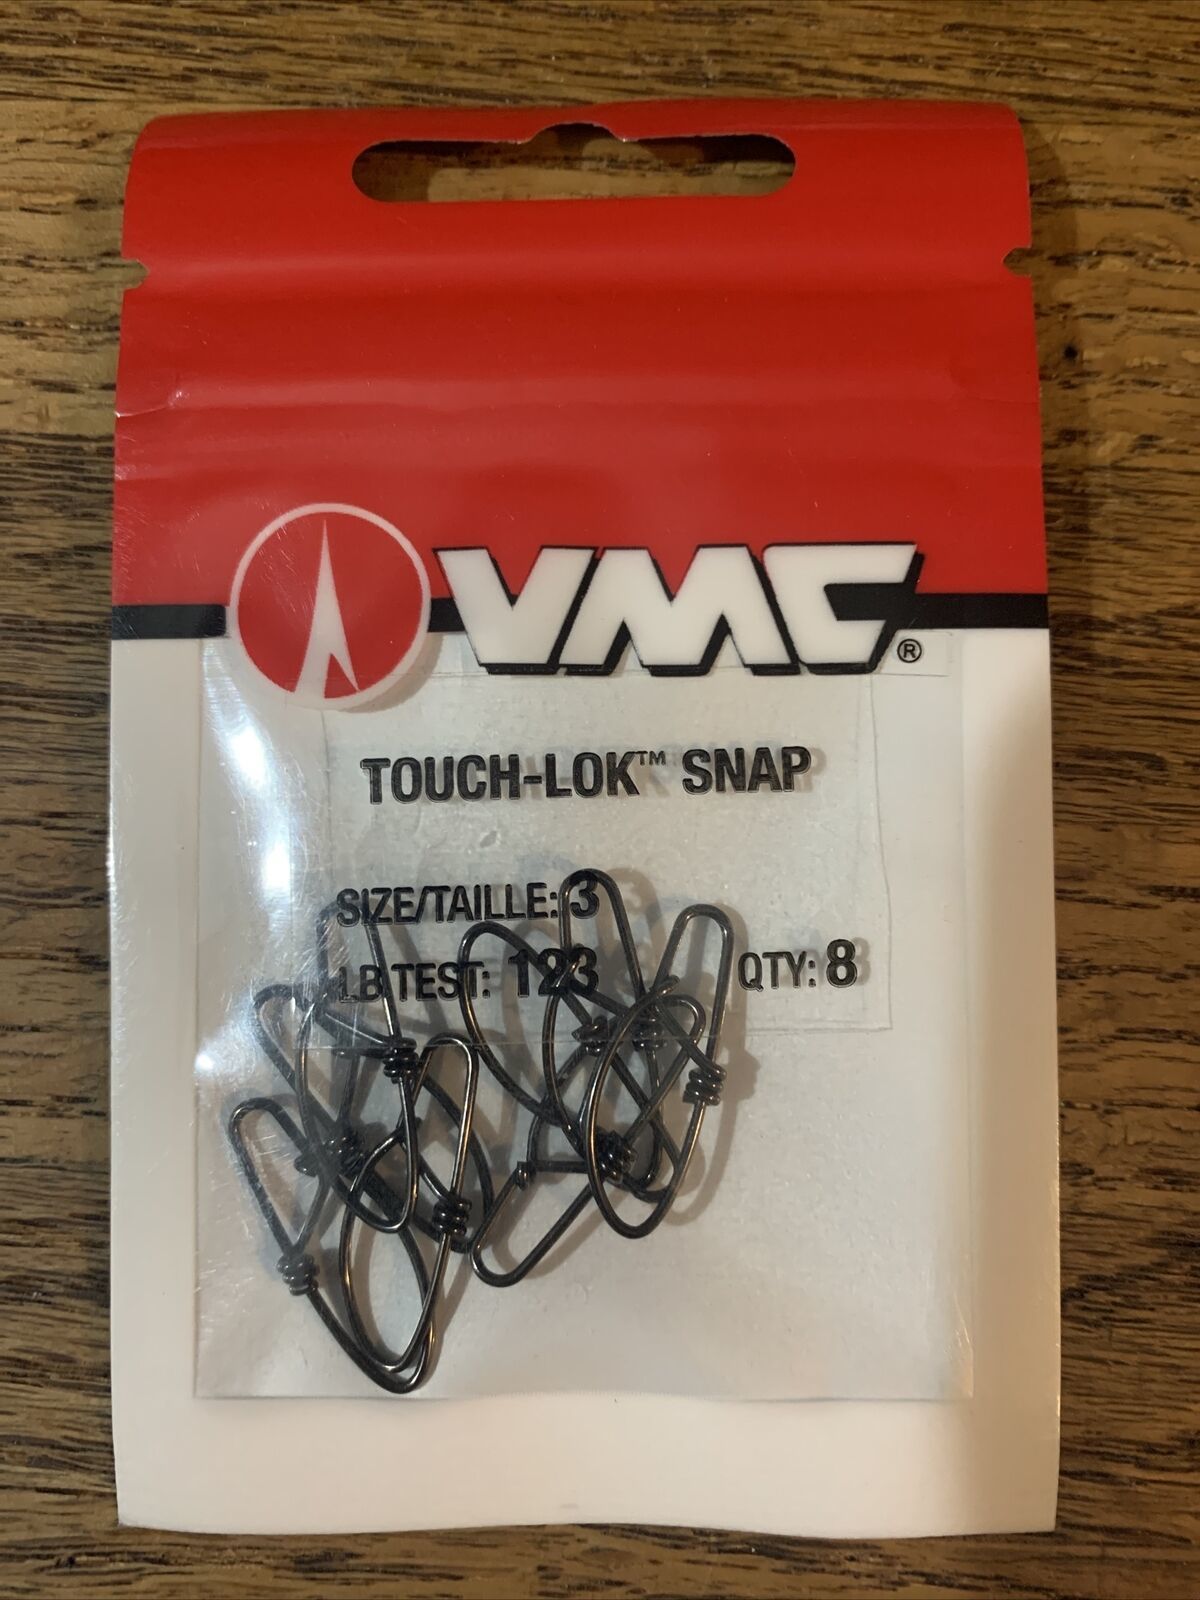 VMC®
TOUCH-LOK™ SNAP
SIZE/TAILLE: 3
LB TEST: 123 QTY: 8